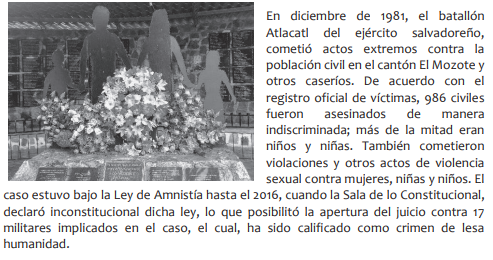 En diciembre de 1981, el batallón
Atlacatl del ejército salvadoreño,
cometió actos extremos contra la
población civil en el cantón El Mozote y
otros caseríos. De acuerdo con el
registro oficial de víctimas, 986 civiles
fueron asesinados de manera
indiscriminada; más de la mitad eran
niños y niñas. También cometieron
violaciones y otros actos de violencia
sexual contra mujeres, niñas y niños. El
caso estuvo bajo la Ley de Amnistía hasta el 2016, cuando la Sala de lo Constitucional,
declaró inconstitucional dicha ley, lo que posibilitó la apertura del juicio contra 17
militares implicados en el caso, el cual, ha sido calificado como crimen de lesa
humanidad.